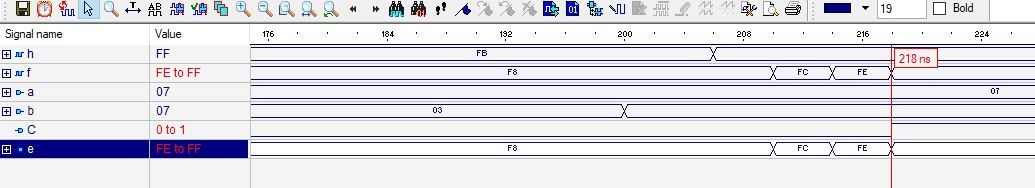 19 Bold
Signal name Value 176 184 192 200 208 216 224
h FF FB
f FE to FF F8 FC FE 218 ns
a 07 07
b 07 03
C 0 to 1
e FE to FF F8 FC FE